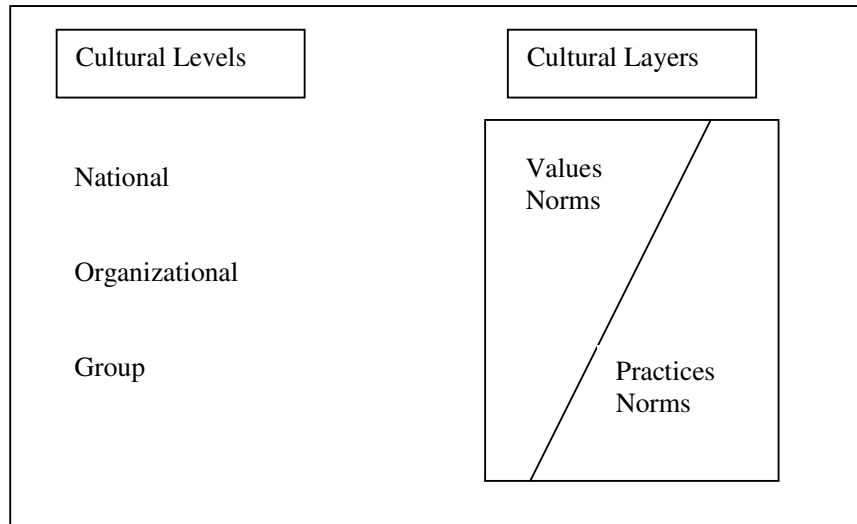 Cultural Levels
Cultural Layers
National
Organizational
Group
Values
Norms
Practices
Norms